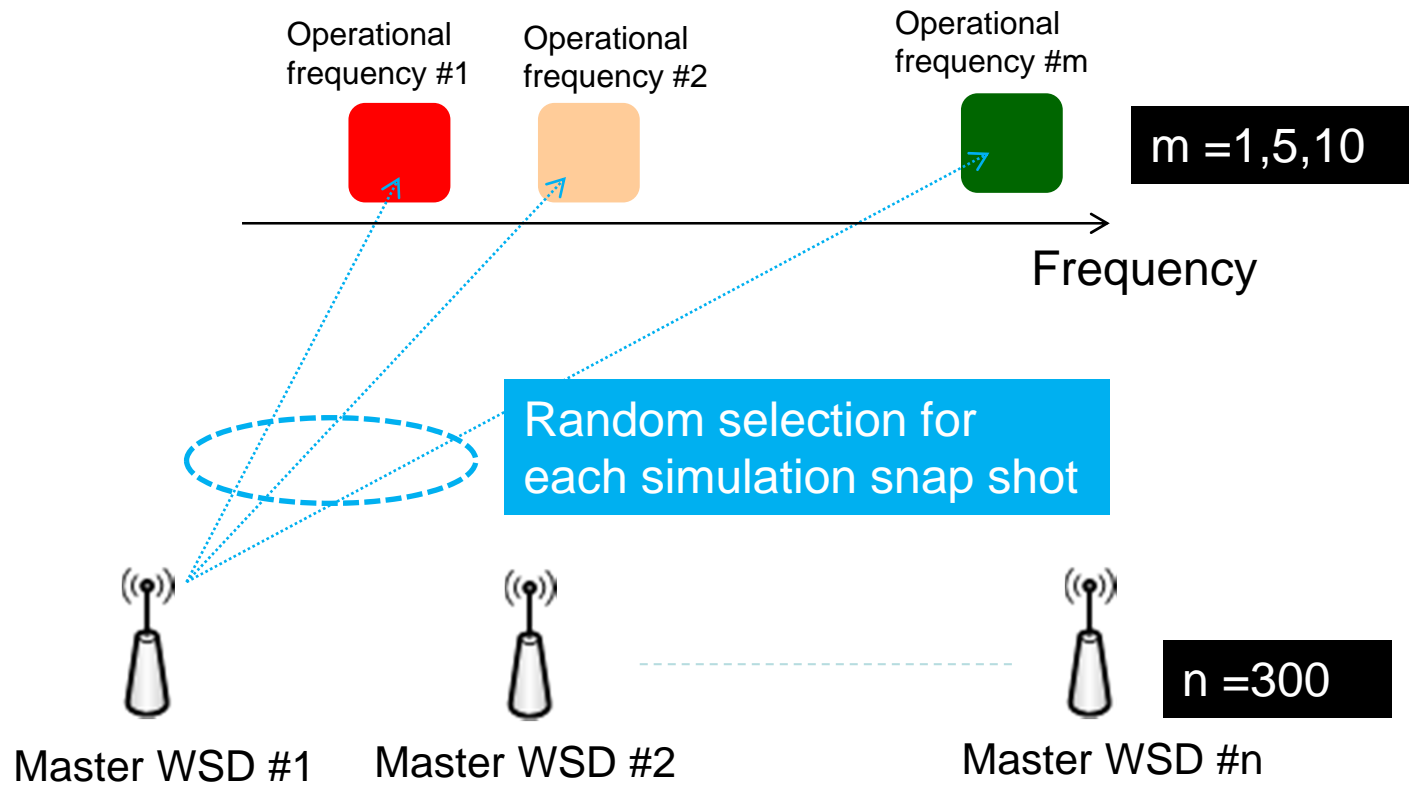 Operational
frequency #1
Operational
frequency #2
Operational
frequency #m
m =1,5,10
Frequency
Random selection for
each simulation snap shot
n =300
Master WSD #1
Master WSD #2
Master WSD #n